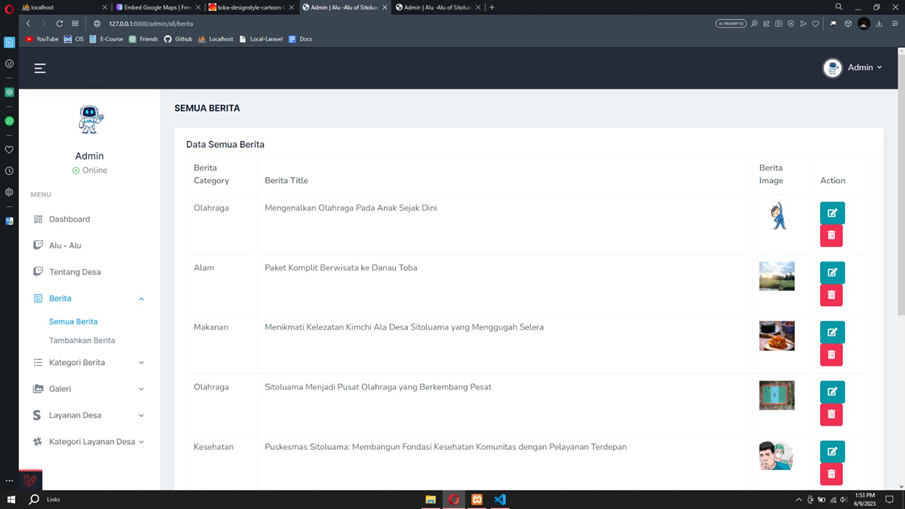 localhost
Embed Google Maps | Free
toba-designstyle-cartoon-
Admin | Alu -Alu of Sitolua
Admin | Alu -Alu of Sitolua
127.0.0.1:8000/admin/all/berita
AI PROMPTS
YouTube
CIS
E-Course
Friends
Github
Localhost
Local-Laravel
Docs
Admin
Admin
Online
MENU
Dashboard
Alu - Alu
Tentang Desa
Berita
Semua Berita
Tambahkan Berita
Kategori Berita
Galeri
Layanan Desa
Kategori Layanan Desa
SEMUA BERITA
Data Semua Berita
Berita Category
Berita Title
Berita Image
Action
Olahraga
Mengenalkan Olahraga Pada Anak Sejak Dini
Alam
Paket Komplit Berwisata ke Danau Toba
Makanan
Menikmati Kelezatan Kimchi Ala Desa Sitoluama yang Menggugah Selera
Olahraga
Sitoluama Menjadi Pusat Olahraga yang Berkembang Pesat
Kesehatan
Puskesmas Sitoluama: Membangun Fondasi Kesehatan Komunitas dengan Pelayanan Terdepan
Links
1:53 PM
6/9/2023